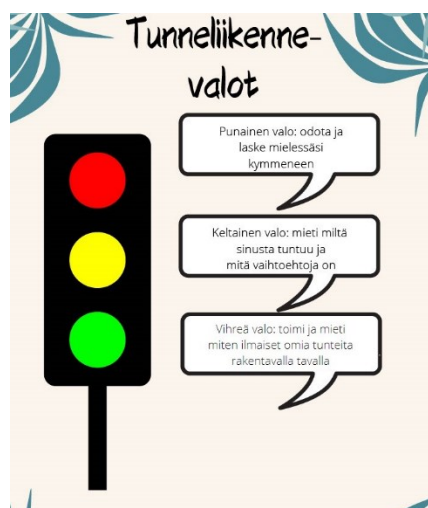 Tunneliikenne-
valot
Punainen valo: odota ja
laske mielessäsi
kymmeneen
Keltainen valo: mieti miltä
sinusta tuntuu ja
mitä vaihtoehtoja on
Vihreä valo: toimi ja mieti
miten ilmaiset omia tunteita
rakentavalla tavalla